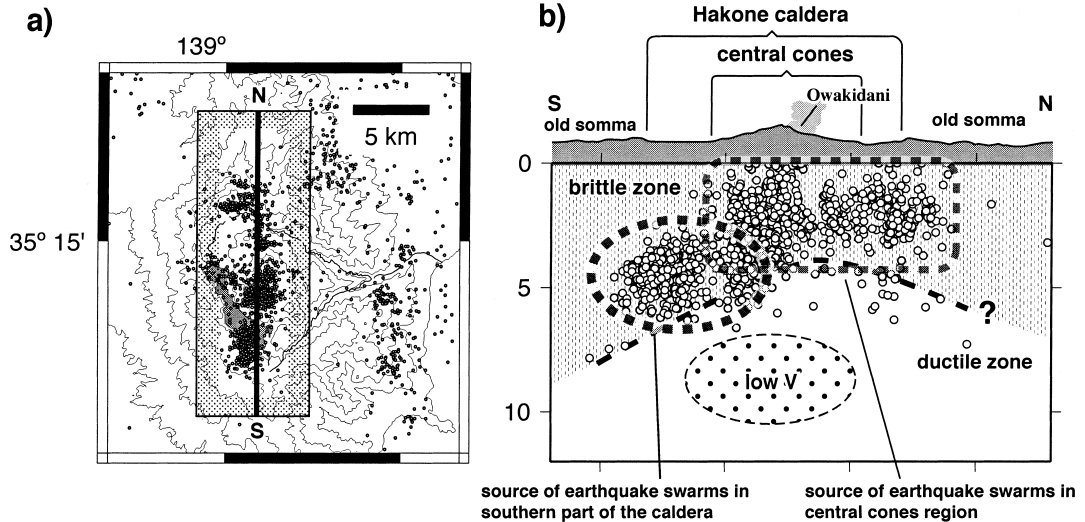 a)
139°
N
5 km
35° 15'
S
b)
Hakone caldera
central cones
Owakidani
S
N
old somma
old somma
0
brittle zone
5
?
ductile zone
low V
10
source of earthquake swarms in
southern part of the caldera
source of earthquake swarms in
central cones region